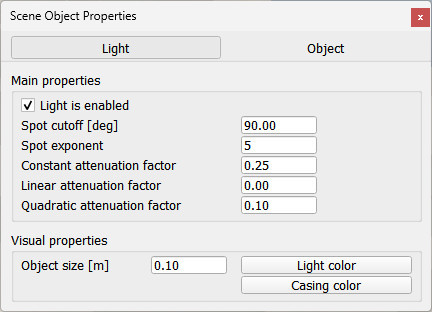 Scene Object Properties x
Light Object
Main properties
Light is enabled
Spot cutoff [deg] 90.00
Spot exponent 5
Constant attenuation factor 0.25
Linear attenuation factor 0.00
Quadratic attenuation factor 0.10
Visual properties
Object size [m] 0.10 Light color
Casing color